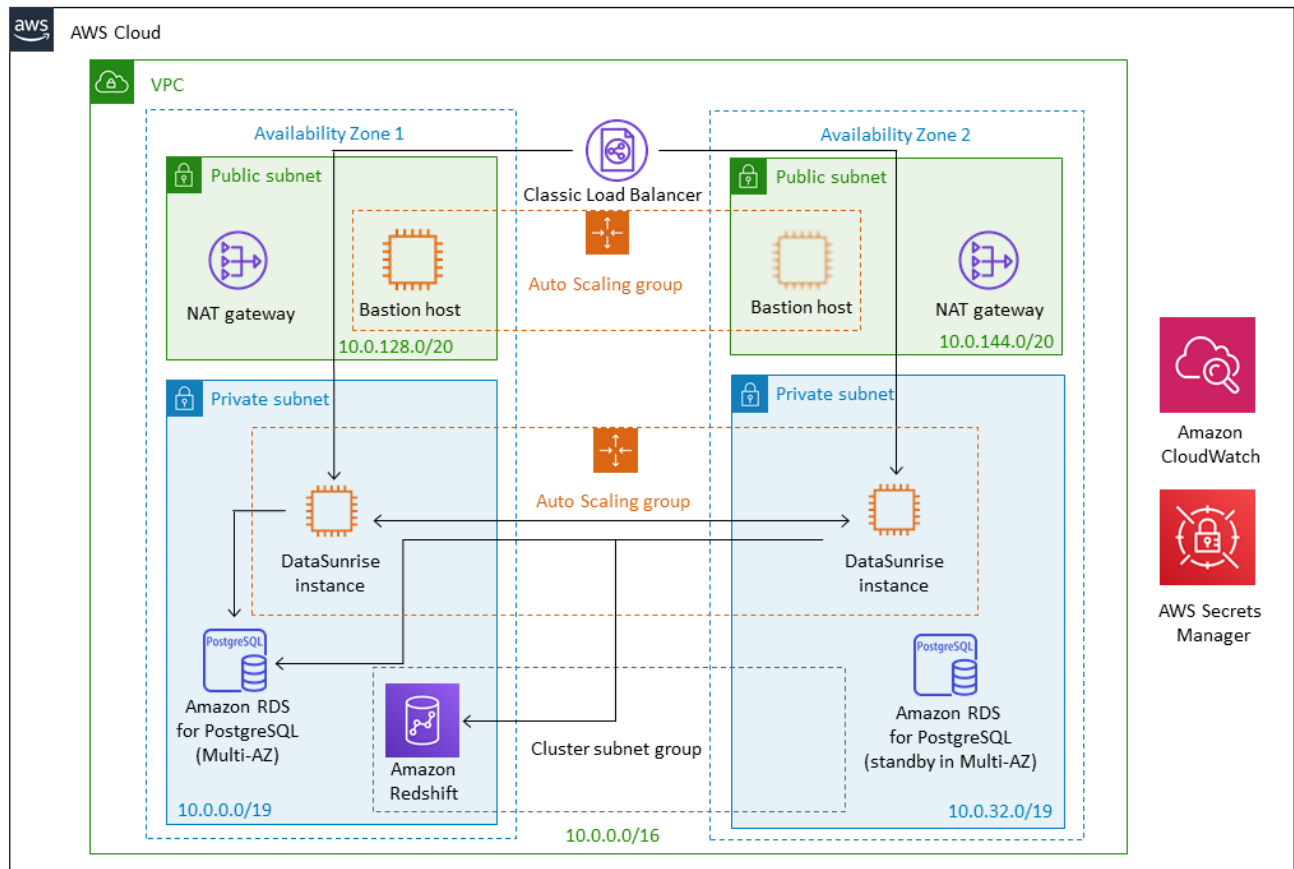 aws
AWS Cloud
VPC
Availability Zone 1
Availability Zone 2
Public subnet
Public subnet
Classic Load Balancer
NAT gateway
Bastion host
Auto Scaling group
Bastion host
NAT gateway
10.0.128.0/20
10.0.144.0/20
Private subnet
Private subnet
Auto Scaling group
DataSunrise
instance
DataSunrise
instance
PostgreSQL
Amazon RDS
for PostgreSQL
(Multi-AZ)
Amazon
Redshift
Cluster subnet group
PostgreSQL
Amazon RDS
for PostgreSQL
(standby in Multi-AZ)
10.0.0.0/19
10.0.32.0/19
10.0.0.0/16
Amazon
CloudWatch
AWS Secrets
Manager